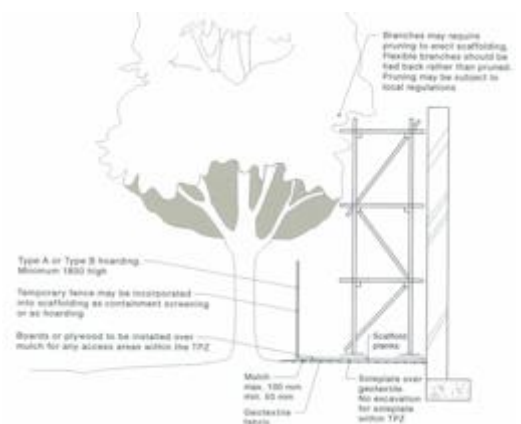 Branches may require
pruning to erect scaffolding.
Flexible branches should be
tied back rather than pruned.
Pruning may be subject to
local regulations
Type A or Type B hoarding.
Minimum 1800 high
Temporary fence may be incorporated
into scaffolding as containment screening
or as hoarding
Boards or plywood to be installed over
mulch for any access areas within the TPZ
Scaffold
planks
Mulch
max. 100 mm
min. 50 mm
Geotextile
fabric
Soleplate over
geotextile.
No excavation
for soleplate
within TPZ